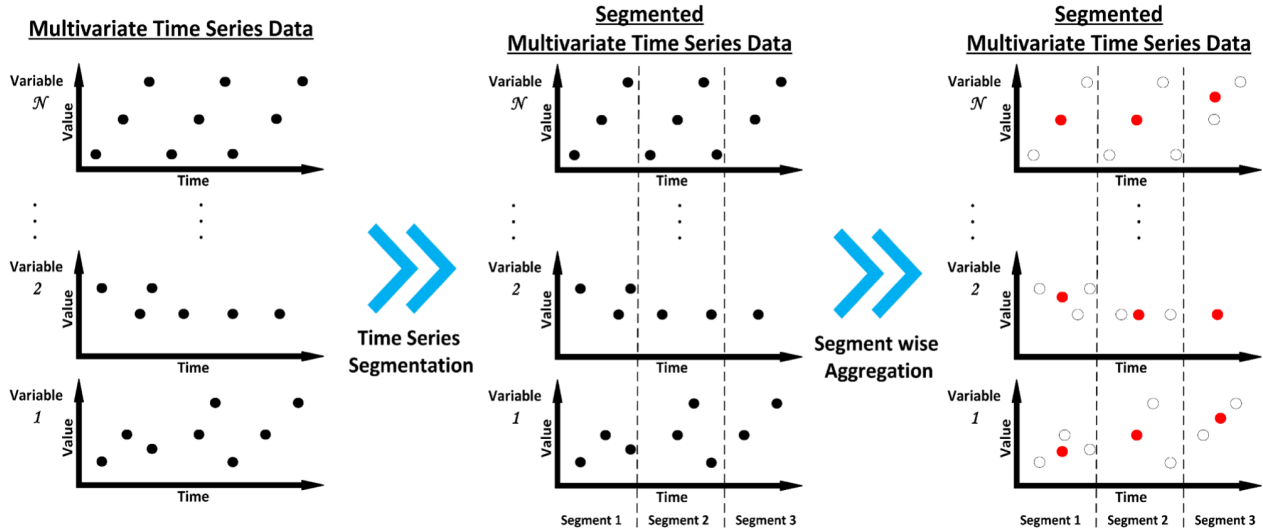 Multivariate Time Series Data
Variable
𝒩
Value
Time
Variable
2
Value
Variable
1
Value
Time
Time Series
Segmentation
Segmented
Multivariate Time Series Data
Variable
𝒩
Value
Time
Variable
2
Value
Variable
1
Value
Time
Segment 1
Segment 2
Segment 3
Segment wise
Aggregation
Segmented
Multivariate Time Series Data
Variable
𝒩
Value
Time
Variable
2
Value
Variable
1
Value
Time
Segment 1
Segment 2
Segment 3